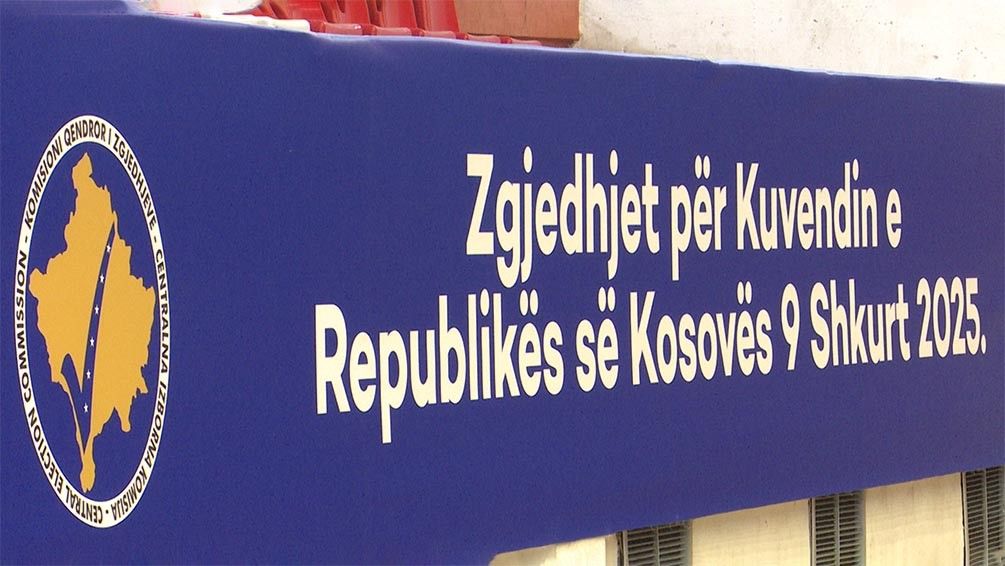 KOMISIONI QENDROR I ZGJEDHJEVE - CENTRALNA IZBORNA KOMISIJA - CENTRAL ELECTION COMMISSION -
Zgjedhjet për Kuvendin e
Republikës së Kosovës 9 Shkurt 2025.